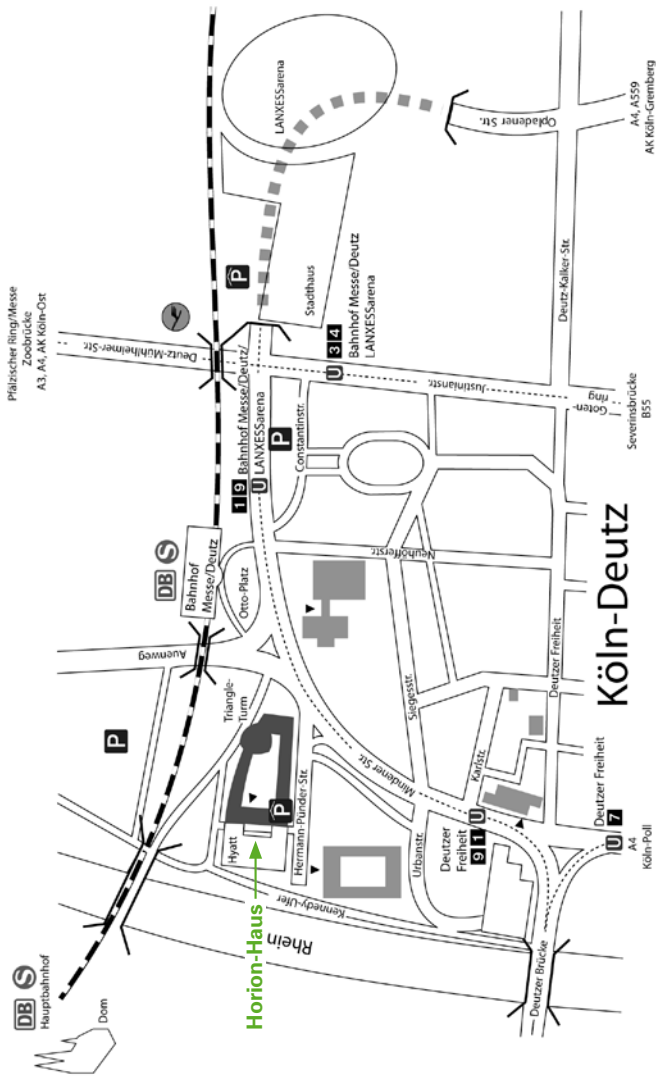 Pfälzischer Ring/Messe
Zoobrücke
A3, A4, AK Köln-Ost
DB S
Hauptbahnhof
Dom
P
Auenweg
DB S
Bahnhof
Messe/Deutz
Deutz-Mülheimer-Str.
P
LANXESSarena
Triangle-
Turm
Otto-Platz
1 9 Bahnhof Messe/Deutz/
U LANXESSarena
P
Constantinstr.
Stadthaus
U 3 4
Bahnhof Messe/Deutz
LANXESSarena
Opladener Str.
A4, A559
AK Köln-Gremberg
Hyatt
P
Horion-Haus
Hermann-Pünder-Str.
Kennedy-Ufer
Rhein
Mindener Str.
Siegesstr.
Neuhöfferstr.
Justinianstr.
Deutz-Kalker-Str.
Urbanstr.
Karlstr.
Deutzer
Freiheit
9 1 U
Deutzer Freiheit
Goten-
ring
Severinsbrücke
B55
Köln-Deutz
Deutzer Brücke
Deutzer Freiheit
U 7
A4
Köln-Poll